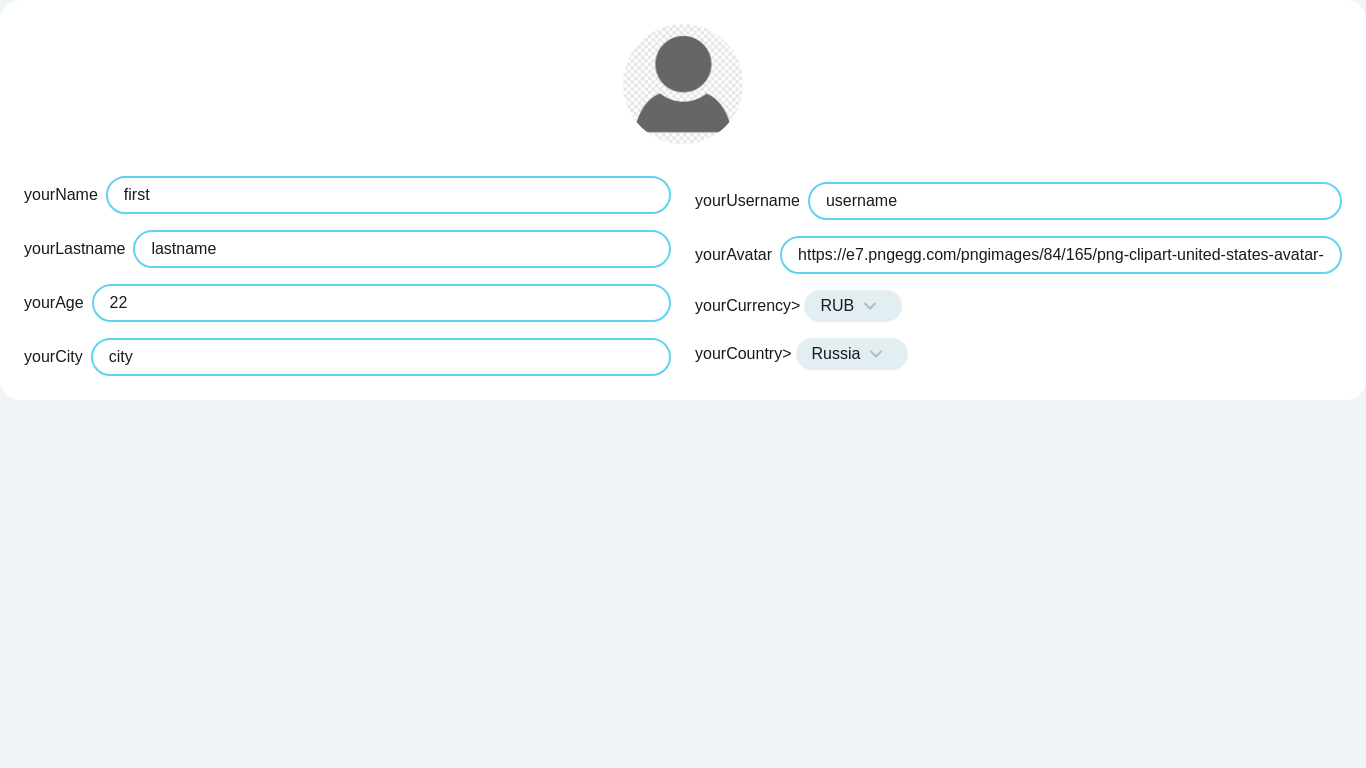 yourName first
yourLastname lastname
yourAge 22
yourCity city
yourUsername username
yourAvatar https://e7.pngegg.com/pngimages/84/165/png-clipart-united-states-avatar-
yourCurrency> RUB
yourCountry> Russia